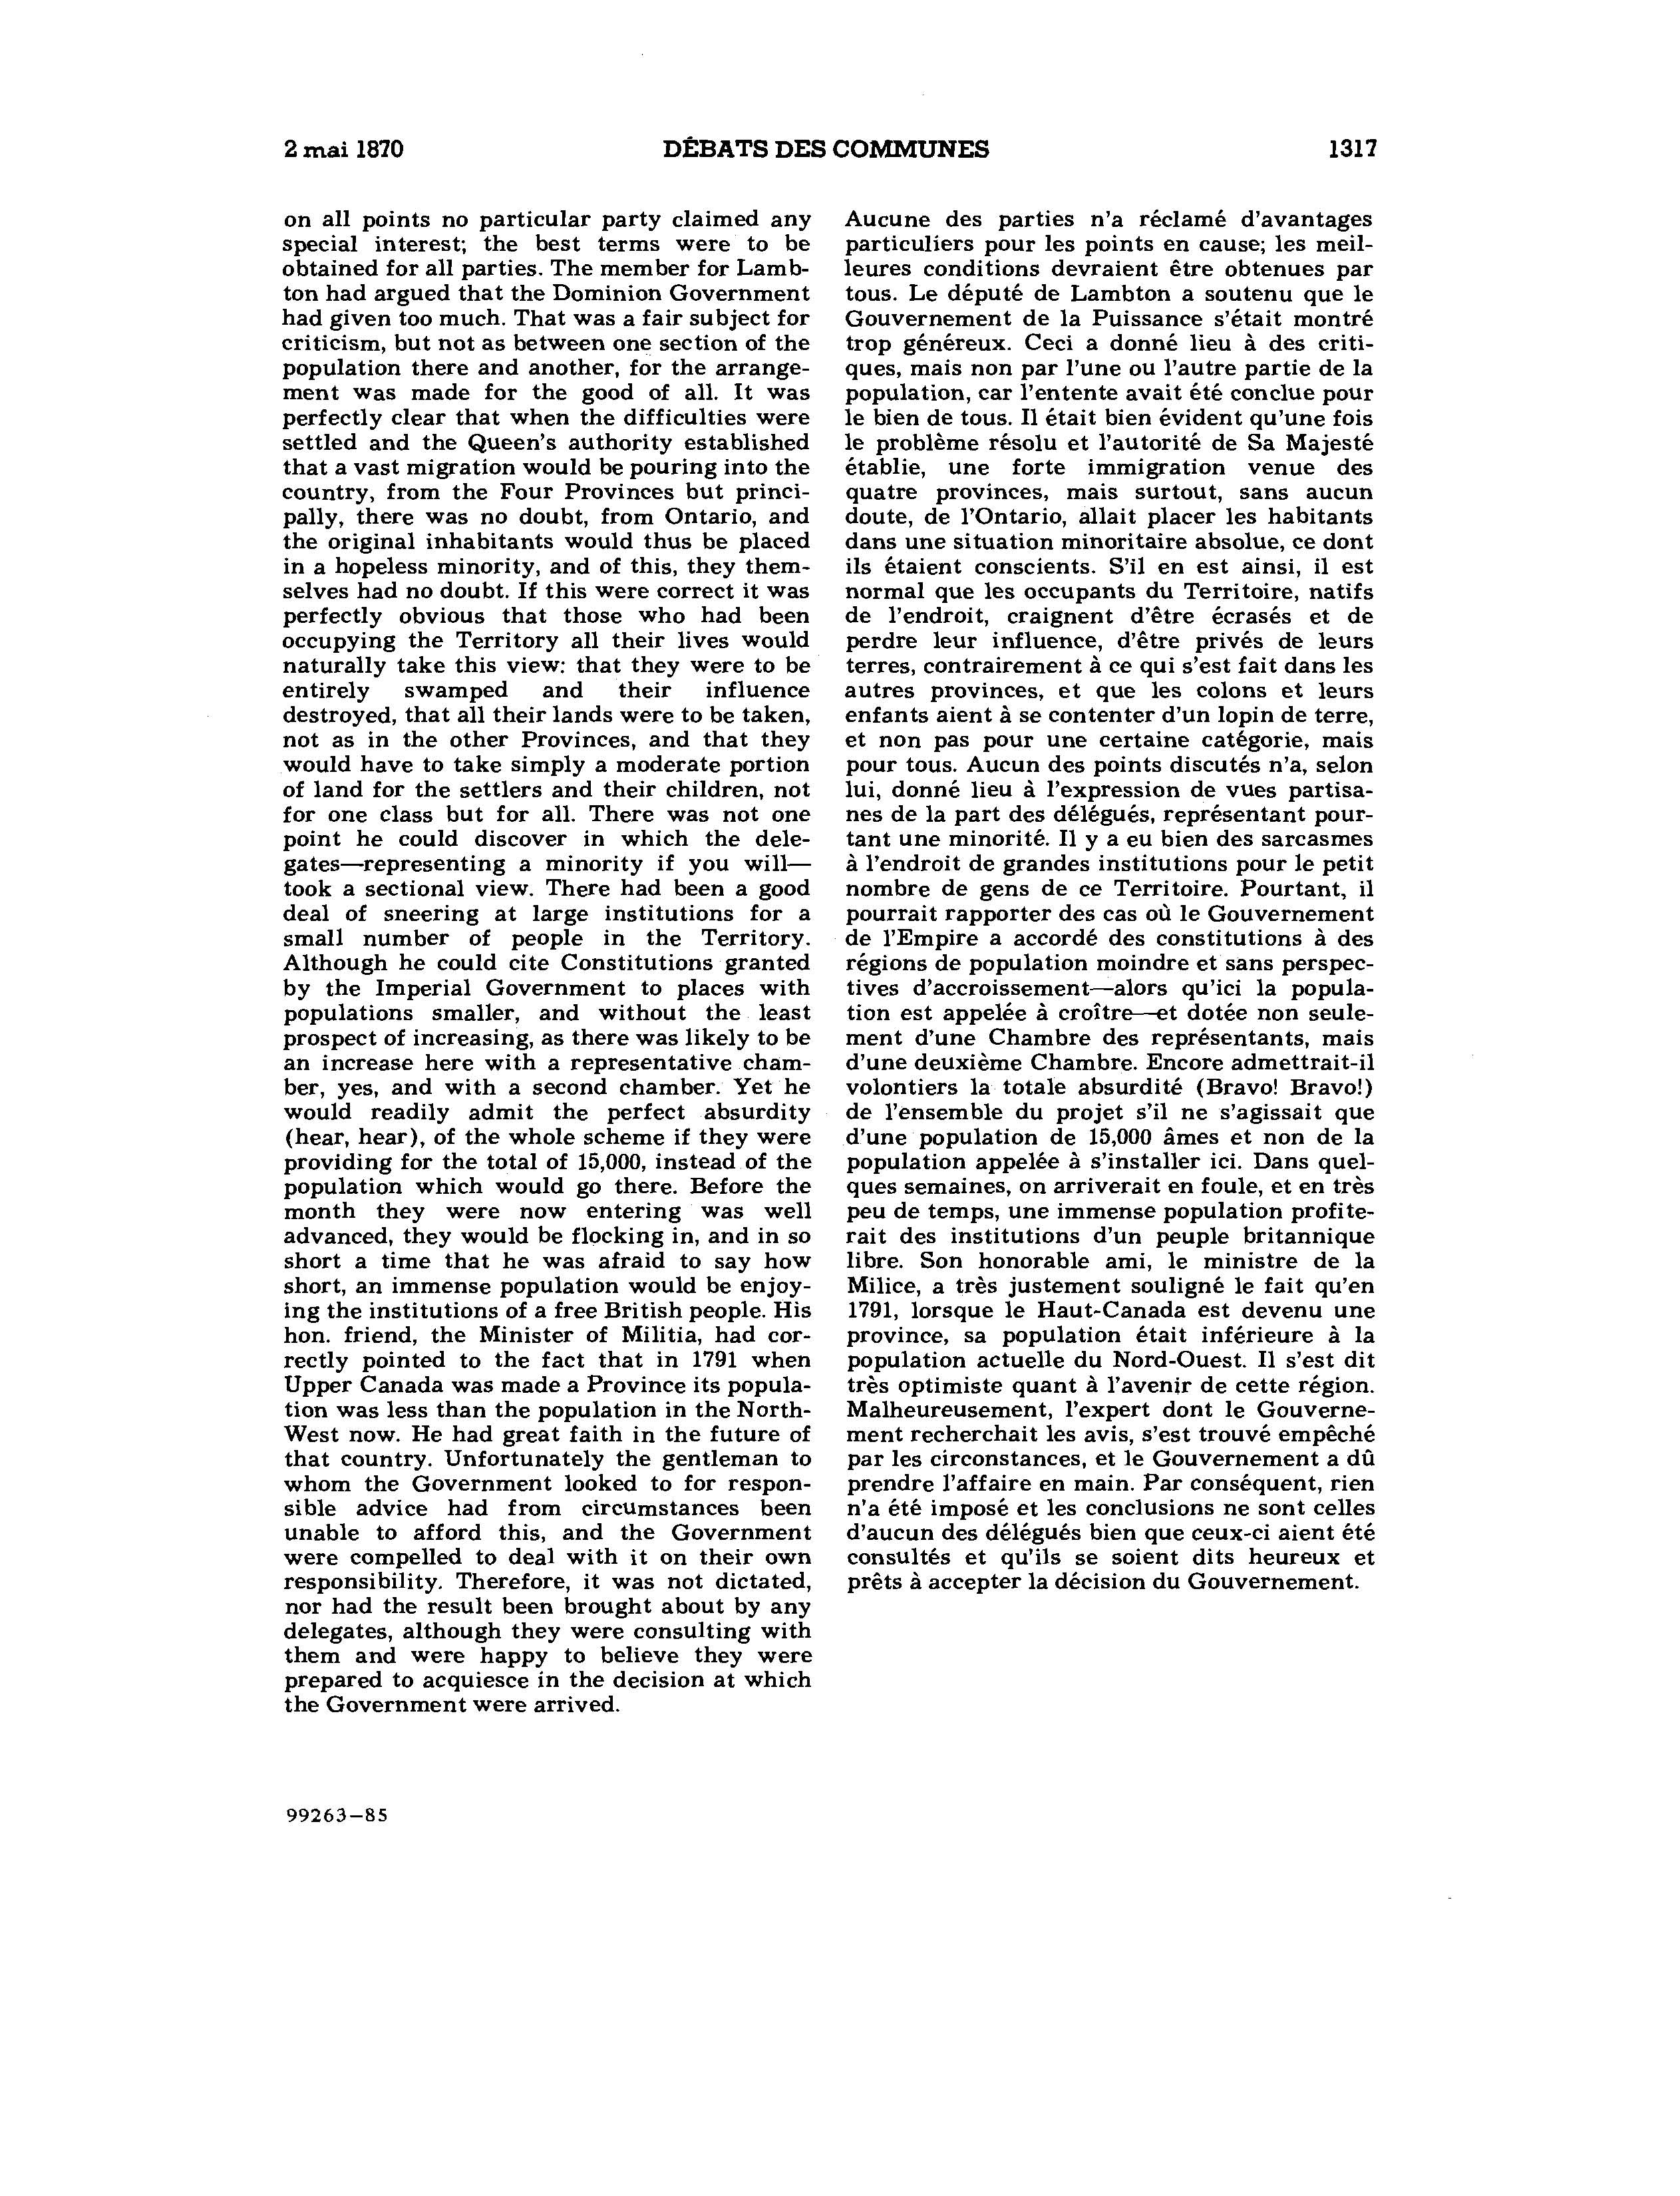 2 mai 1870
DÉBATS DES COMMUNES
1317
on all points no particular party claimed any
special interest; the best terms were to be
obtained for all parties. The member for Lamb-
ton had argued that the Dominion Government
had given too much. That was a fair subject for
criticism, but not as between one section of the
population there and another, for the arrange-
ment was made for the good of all. It was
perfectly clear that when the difficulties were
settled and the Queen's authority established
that a vast migration would be pouring into the
country, from the Four Provinces but princi-
pally, there was no doubt, from Ontario, and
the original inhabitants would thus be placed
in a hopeless minority, and of this, they them-
selves had no doubt. If this were correct it was
perfectly obvious that those who had been
occupying the Territory all their lives would
naturally take this view: that they were to be
entirely swamped and their influence
destroyed, that all their lands were to be taken,
not as in the other Provinces, and that they
would have to take simply a moderate portion
of land for the settlers and their children, not
for one class but for all. There was not one
point he could discover in which the dele-
gates—representing a minority if you will—
took a sectional view. There had been a good
deal of sneering at large institutions for a
small number of people in the Territory.
Although he could cite Constitutions granted
by the Imperial Government to places with
populations smaller, and without the least
prospect of increasing, as there was likely to be
an increase here with a representative cham-
ber, yes, and with a second chamber. Yet he
would readily admit the perfect absurdity
(hear, hear), of the whole scheme if they were
providing for the total of 15,000, instead of the
population which would go there. Before the
month they were now entering was well
advanced, they would be flocking in, and in so
short a time that he was afraid to say how
short, an immense population would be enjoy-
ing the institutions of a free British people. His
hon. friend, the Minister of Militia, had cor-
rectly pointed to the fact that in 1791 when
Upper Canada was made a Province its popula-
tion was less than the population in the North-
West now. He had great faith in the future of
that country. Unfortunately the gentleman to
whom the Government looked to for respon-
sible advice had from circumstances been
unable to afford this, and the Government
were compelled to deal with it on their own
responsibility. Therefore, it was not dictated,
nor had the result been brought about by any
delegates, although they were consulting with
them and were happy to believe they were
prepared to acquiesce in the decision at which
the Government were arrived.
Aucune des parties n'a réclamé d'avantages
particuliers pour les points en cause; les meil-
leures conditions devraient être obtenues par
tous. Le député de Lambton a soutenu que le
Gouvernement de la Puissance s'était montré
trop généreux. Ceci a donné lieu à des criti-
ques, mais non par l'une ou l'autre partie de la
population, car l'entente avait été conclue pour
le bien de tous. Il était bien évident qu'une fois
le problème résolu et l'autorité de Sa Majesté
établie, une forte immigration venue des
quatre provinces, mais surtout, sans aucun
doute, de l'Ontario, allait placer les habitants
dans une situation minoritaire absolue, ce dont
ils étaient conscients. S'il en est ainsi, il est
normal que les occupants du Territoire, natifs
de l'endroit, craignent d'être écrasés et de
perdre leur influence, d'être privés de leurs
terres, contrairement à ce qui s'est fait dans les
autres provinces, et que les colons et leurs
enfants aient à se contenter d'un lopin de terre,
et non pas pour une certaine catégorie, mais
pour tous. Aucun des points discutés n'a, selon
lui, donné lieu à l'expression de vues partisa-
nes de la part des délégués, représentant pour-
tant une minorité. Il y a eu bien des sarcasmes
à l'endroit de grandes institutions pour le petit
nombre de gens de ce Territoire. Pourtant, il
pourrait rapporter des cas où le Gouvernement
de l'Empire a accordé des constitutions à des
régions de population moindre et sans perspec-
tives d'accroissement—alors qu'ici la popula-
tion est appelée à croître—et dotée non seule-
ment d'une Chambre des représentants, mais
d'une deuxième Chambre. Encore admettrait-il
volontiers la totale absurdité (Bravo! Bravo!)
de l'ensemble du projet s'il ne s'agissait que
d'une population de 15,000 âmes et non de la
population appelée à s'installer ici. Dans quel-
ques semaines, on arriverait en foule, et en très
peu de temps, une immense population profite-
rait des institutions d'un peuple britannique
libre. Son honorable ami, le ministre de la
Milice, a très justement souligné le fait qu'en
1791, lorsque le Haut-Canada est devenu une
province, sa population était inférieure à la
population actuelle du Nord-Ouest. Il s'est dit
très optimiste quant à l'avenir de cette région.
Malheureusement, l'expert dont le Gouverne-
ment recherchait les avis, s'est trouvé empêché
par les circonstances, et le Gouvernement a dû
prendre l'affaire en main. Par conséquent, rien
n'a été imposé et les conclusions ne sont celles
d'aucun des délégués bien que ceux-ci aient été
consultés et qu'ils se soient dits heureux et
prêts à accepter la décision du Gouvernement.
99263—85